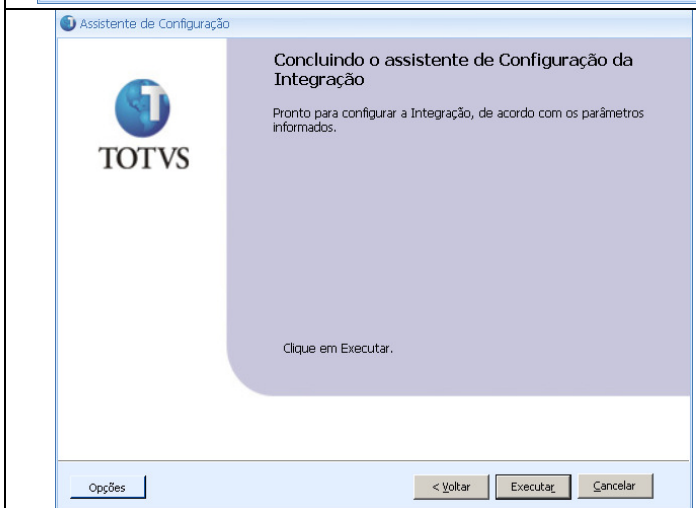 Assistente de Configuração
Concluindo o assistente de Configuração da
Integração
Pronto para configurar a Integração, de acordo com os parâmetros
informados.
TOTVS
Clique em Executar.
Opções
< Voltar
Executar
Cancelar